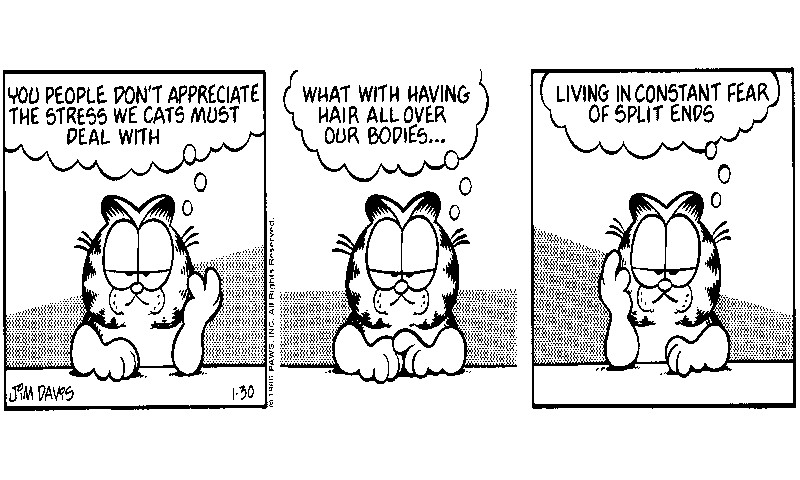 YOU PEOPLE DON'T APPRECIATE
THE STRESS WE CATS MUST
DEAL WITH
JIM DAVIS
1-30
PAWS, INC. All Rights Reserved.
WHAT WITH HAVING
HAIR ALL OVER
OUR BODIES...
LIVING IN CONSTANT FEAR
OF SPLIT ENDS